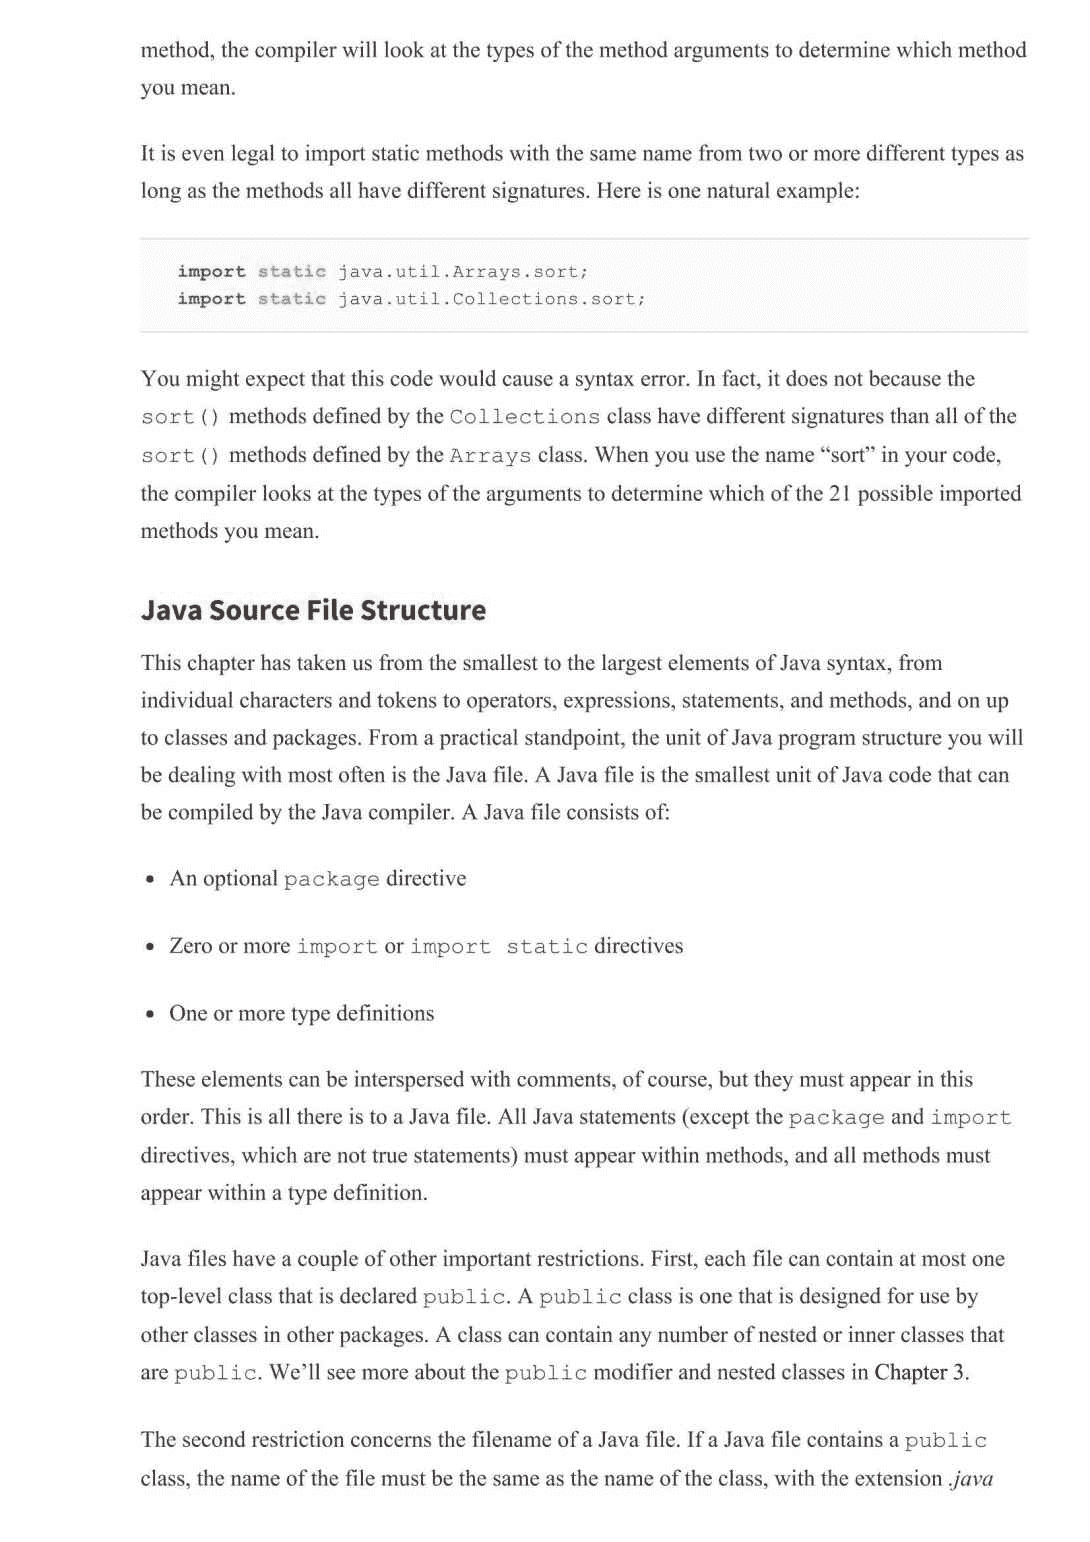 method, the compiler will look at the types of the method arguments to determine which method
you mean.
It is even legal to import static methods with the same name from two or more different types as
long as the methods all have different signatures. Here is one natural example:
import static java.util.Arrays.sort;
import static java.util.Collections.sort;
You might expect that this code would cause a syntax error. In fact, it does not because the
sort() methods defined by the Collections class have different signatures than all of the
sort() methods defined by the Arrays class. When you use the name “sort” in your code,
the compiler looks at the types of the arguments to determine which of the 21 possible imported
methods you mean.
Java Source File Structure
This chapter has taken us from the smallest to the largest elements of Java syntax, from
individual characters and tokens to operators, expressions, statements, and methods, and on up
to classes and packages. From a practical standpoint, the unit of Java program structure you will
be dealing with most often is the Java file. A Java file is the smallest unit of Java code that can
be compiled by the Java compiler. A Java file consists of:
• An optional package directive
• Zero or more import or import static directives
• One or more type definitions
These elements can be interspersed with comments, of course, but they must appear in this
order. This is all there is to a Java file. All Java statements (except the package and import
directives, which are not true statements) must appear within methods, and all methods must
appear within a type definition.
Java files have a couple of other important restrictions. First, each file can contain at most one
top-level class that is declared public. A public class is one that is designed for use by
other classes in other packages. A class can contain any number of nested or inner classes that
are public. We’ll see more about the public modifier and nested classes in Chapter 3.
The second restriction concerns the filename of a Java file. If a Java file contains a public
class, the name of the file must be the same as the name of the class, with the extension .java